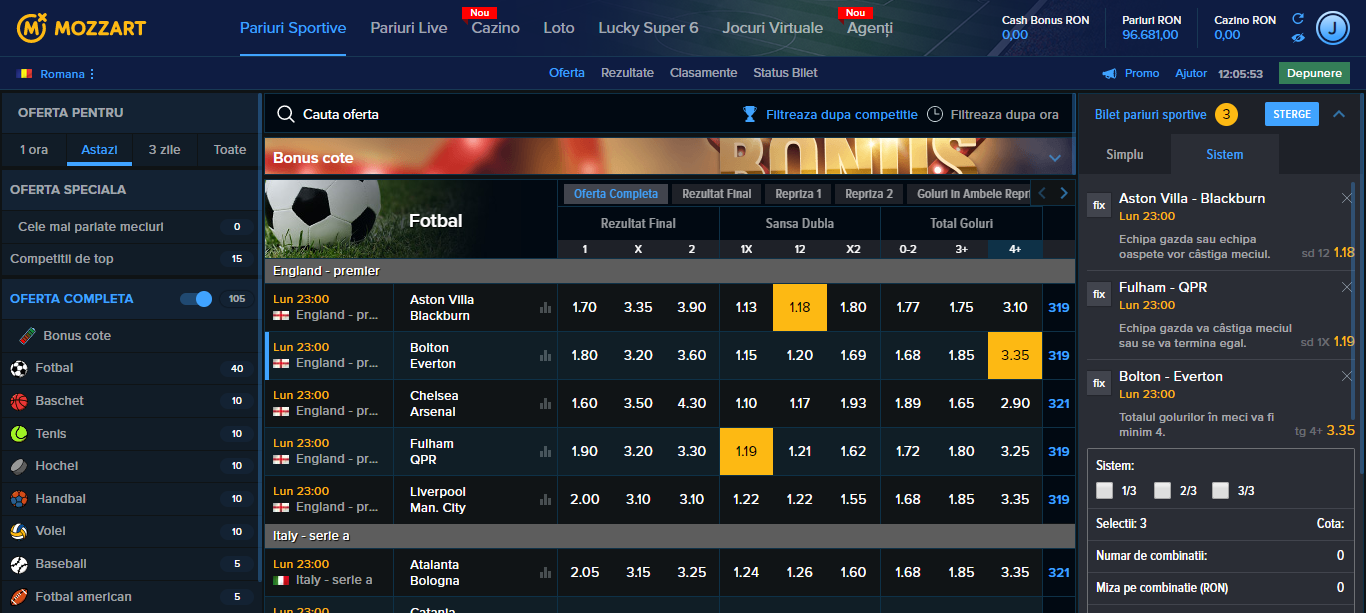 MOZZART
Pariuri Sportive
Pariuri Live
Nou
Cazino
Loto
Lucky Super 6
Jocuri Virtuale
Nou
Agenți
Cash Bonus RON
0,00
Pariuri RON
96.681,00
Cazino RON
0,00
J
Romana
Oferta
Rezultate
Clasamente
Status Bilet
Promo
Ajutor
12:05:53
Depunere
OFERTA PENTRU
1 ora
Astazi
3 zile
Toate
OFERTA SPECIALA
Cele mai pariate meciuri 0
Competitii de top 15
OFERTA COMPLETA 105
Bonus cote
Fotbal 40
Baschet 10
Tenis 10
Hochei 10
Handbal 10
Volei 10
Baseball 5
Fotbal american 5
Cauta oferta
Filtreaza dupa competitie
Filtreaza dupa ora
Bonus cote
BONUS
Fotbal
Oferta Completa
Rezultat Final
Repriza 1
Repriza 2
Goluri in Ambele Repri
Rezultat Final
Sansa Dubla
Total Goluri
1 X 2 1X 12 X2 0-2 3+ 4+
England - premier
Lun 23:00
England - pr...
Aston Villa
Blackburn
1.70 3.35 3.90 1.13 1.18 1.80 1.77 1.75 3.10 319
Lun 23:00
England - pr...
Bolton
Everton
1.80 3.20 3.60 1.15 1.20 1.69 1.68 1.85 3.35 319
Lun 23:00
England - pr...
Chelsea
Arsenal
1.60 3.50 4.30 1.10 1.17 1.93 1.89 1.65 2.90 321
Lun 23:00
England - pr...
Fulham
QPR
1.90 3.20 3.30 1.19 1.21 1.62 1.72 1.80 3.25 319
Lun 23:00
England - pr...
Liverpool
Man. City
2.00 3.10 3.10 1.22 1.22 1.55 1.68 1.85 3.35 319
Italy - serie a
Lun 23:00
Italy - serie a
Atalanta
Bologna
2.05 3.15 3.25 1.24 1.26 1.60 1.68 1.85 3.35 321
Lun 23:00
Catania
Bilet pariuri sportive 3
STERGE
Simplu
Sistem
fix
Aston Villa - Blackburn
Lun 23:00
Echipa gazda sau echipa
oaspete vor câstiga meciul.
sd 12 1.18
fix
Fulham - QPR
Lun 23:00
Echipa gazda va câstiga meciul
sau se va termina egal.
sd 1X 1.19
fix
Bolton - Everton
Lun 23:00
Totalul golurilor în meci va fi
minim 4.
tg 4+ 3.35
Sistem:
1/3 2/3 3/3
Selectii: 3
Cota:
Numar de combinatii: 0
Miza pe combinatie (RON) 0